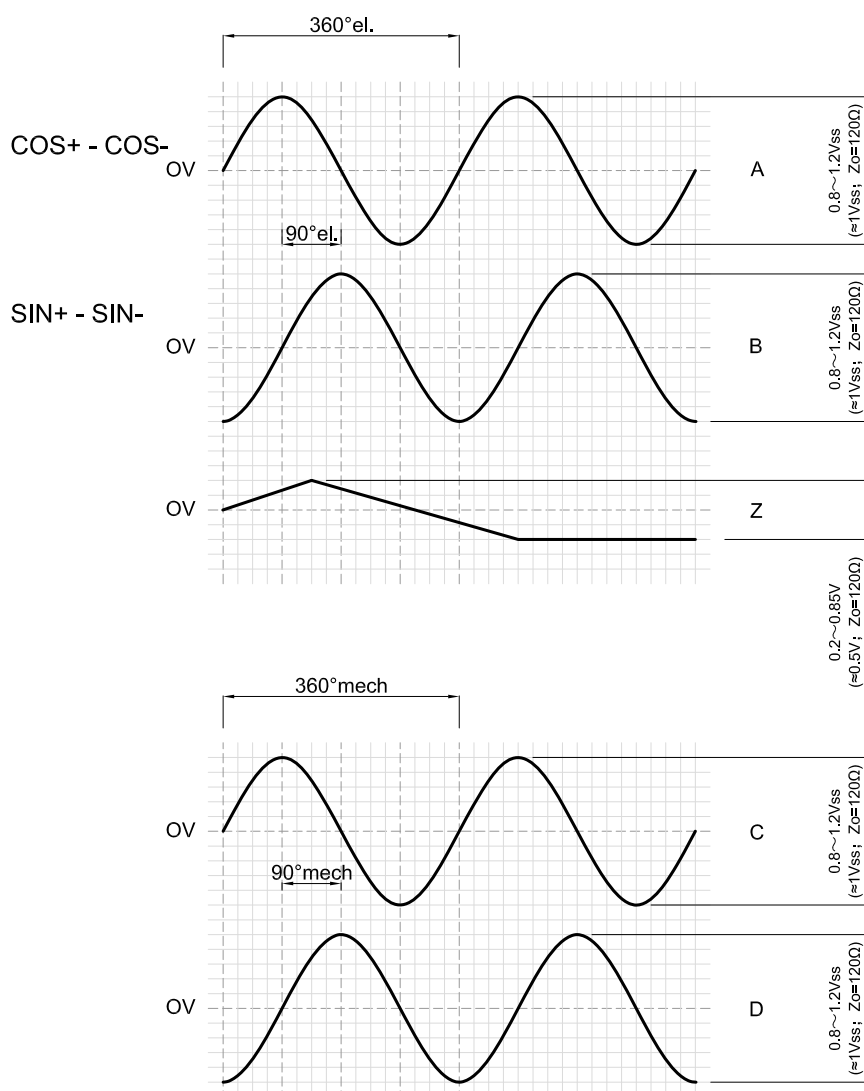 360°el.
COS+ - COS-
OV
A
0.8～1.2Vss
(≈1Vss; Zo=120Ω)
90°el.
SIN+ - SIN-
OV
B
0.8～1.2Vss
(≈1Vss; Zo=120Ω)
OV
Z
0.2～0.85V
(≈0.5V; Zo=120Ω)
360°mech
OV
C
0.8～1.2Vss
(≈1Vss; Zo=120Ω)
90°mech
OV
D
0.8～1.2Vss
(≈1Vss; Zo=120Ω)